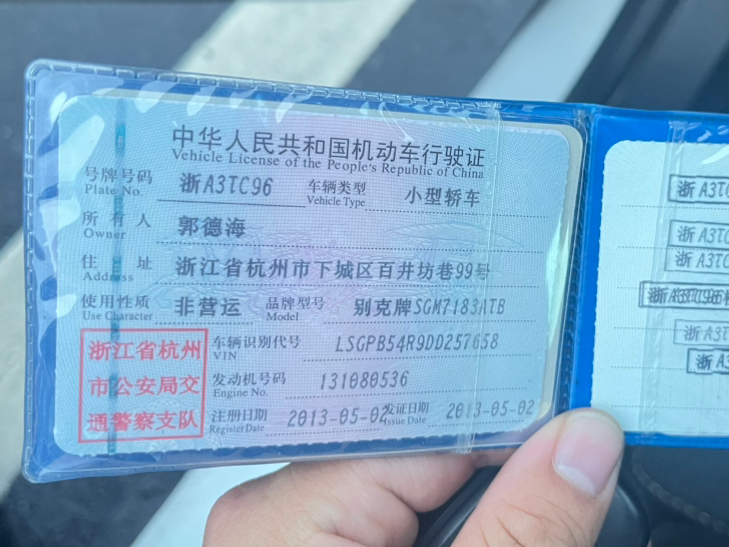 中华人民共和国机动车行驶证
Vehicle License of the People's Republic of China
号牌号码 浙A3TC96 车辆类型 小型轿车
Plate No. Vehicle Type
所有人 郭德海
Owner
住址 浙江省杭州市下城区百井坊巷99号
Address
使用性质 非营运 品牌型号 别克牌SGM7183ATB
Use Character Model
浙江省杭州
市公安局交
通警察支队
车辆识别代号 LSGPB54R9DD257658
VIN
发动机号码 131080536
Engine No.
注册日期 2013-05-02 发证日期 2013-05-02
Register Date Issue Date
浙A3T
浙A3TC
浙A3TC
浙A3T
浙A3